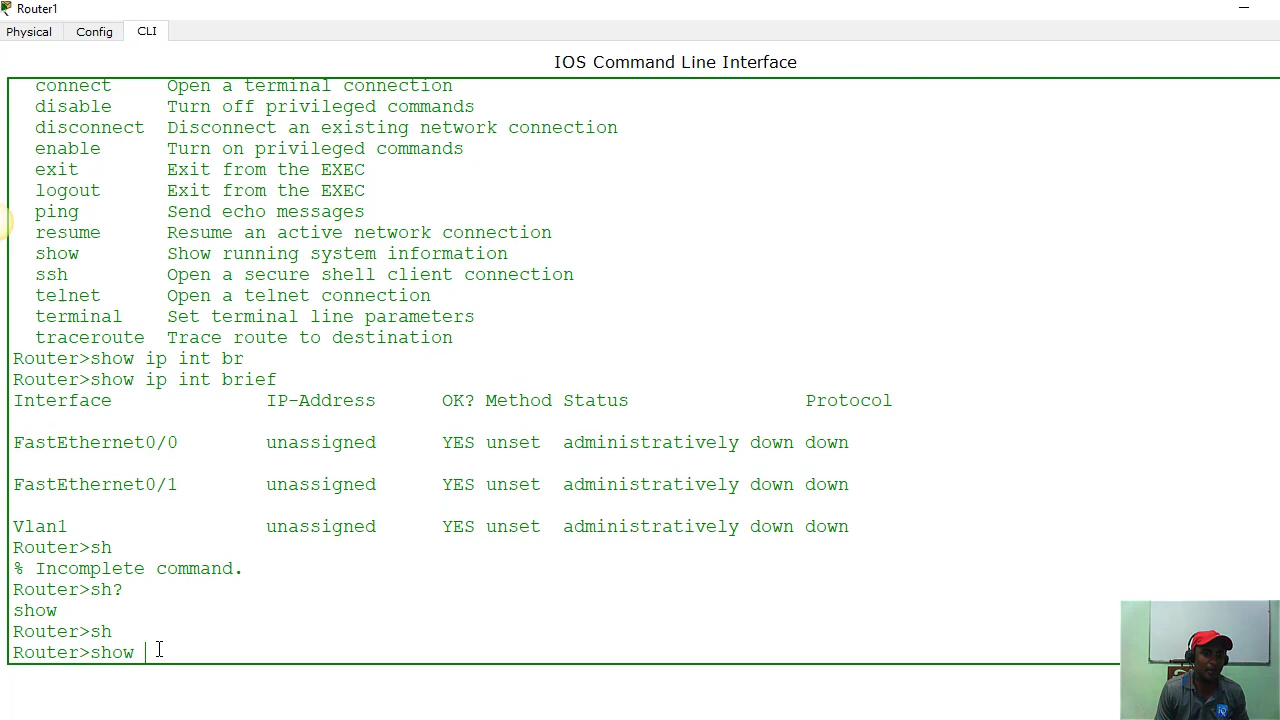 Router1
Physical Config CLI
IOS Command Line Interface
connect Open a terminal connection
disable Turn off privileged commands
disconnect Disconnect an existing network connection
enable Turn on privileged commands
exit Exit from the EXEC
logout Exit from the EXEC
ping Send echo messages
resume Resume an active network connection
show Show running system information
ssh Open a secure shell client connection
telnet Open a telnet connection
terminal Set terminal line parameters
traceroute Trace route to destination
Router>show ip int br
Router>show ip int brief
Interface IP-Address OK? Method Status Protocol
FastEthernet0/0 unassigned YES unset administratively down down
FastEthernet0/1 unassigned YES unset administratively down down
Vlan1 unassigned YES unset administratively down down
Router>sh
% Incomplete command.
Router>sh?
show
Router>sh
Router>show